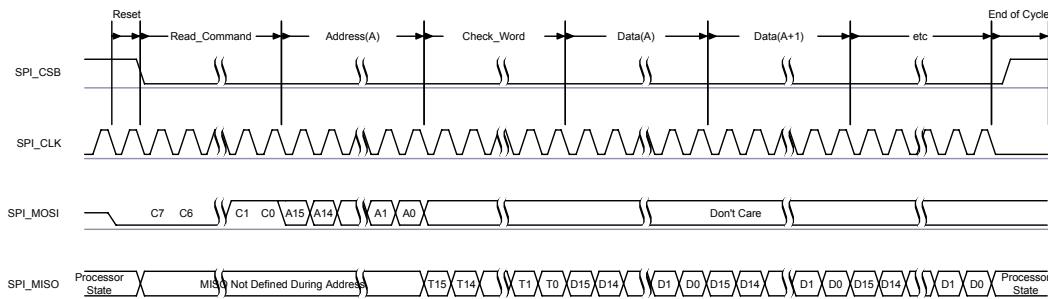 Reset
End of Cycle
Read_Command Address(A) Check_Word Data(A) Data(A+1) etc
SPI_CSB
SPI_CLK
SPI_MOSI C7 C6 C1 C0 A15 A14 A1 A0 Don't Care
SPI_MISO Processor State MISO Not Defined During Address T15 T14 T1 T0 D15 D14 D1 D0 D15 D14 D1 D0 D15 D14 D1 D0 Processor State